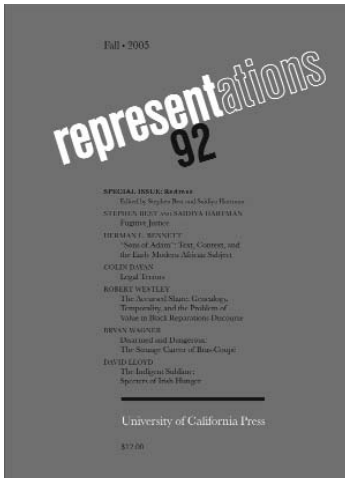 Fall • 2005
representations
92
SPECIAL ISSUE: Redress
Edited by Stephen Best and Saidiya Hartman
STEPHEN BEST AND SAIDIYA HARTMAN
Fugitive Justice
HERMAN L. BENNETT
"Sons of Adam": Text, Context, and
the Early Modern African Subject
COLIN DAYAN
Legal Terrors
ROBERT WESTLEY
The Accursed Share: Genealogy,
Temporality, and the Problem of
Value in Black Reparations Discourse
BRYAN WAGNER
Disarmed and Dangerous:
The Strange Career of Bras-Coupé
DAVID LLOYD
The Indigent Sublime:
Specters of Irish Hunger
University of California Press
$12.00